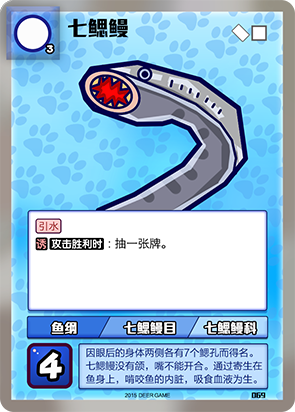 3
七鳃鳗
引水
诱 攻击胜利时：抽一张牌。
鱼纲 七鳃鳗目 七鳃鳗科
4
因眼后的身体两侧各有7个鳃孔而得名。
七鳃鳗没有颌，嘴不能开合。通过寄生在
鱼身上，啃咬鱼的内脏，吸食血液为生。
2015 DEER GAME
069